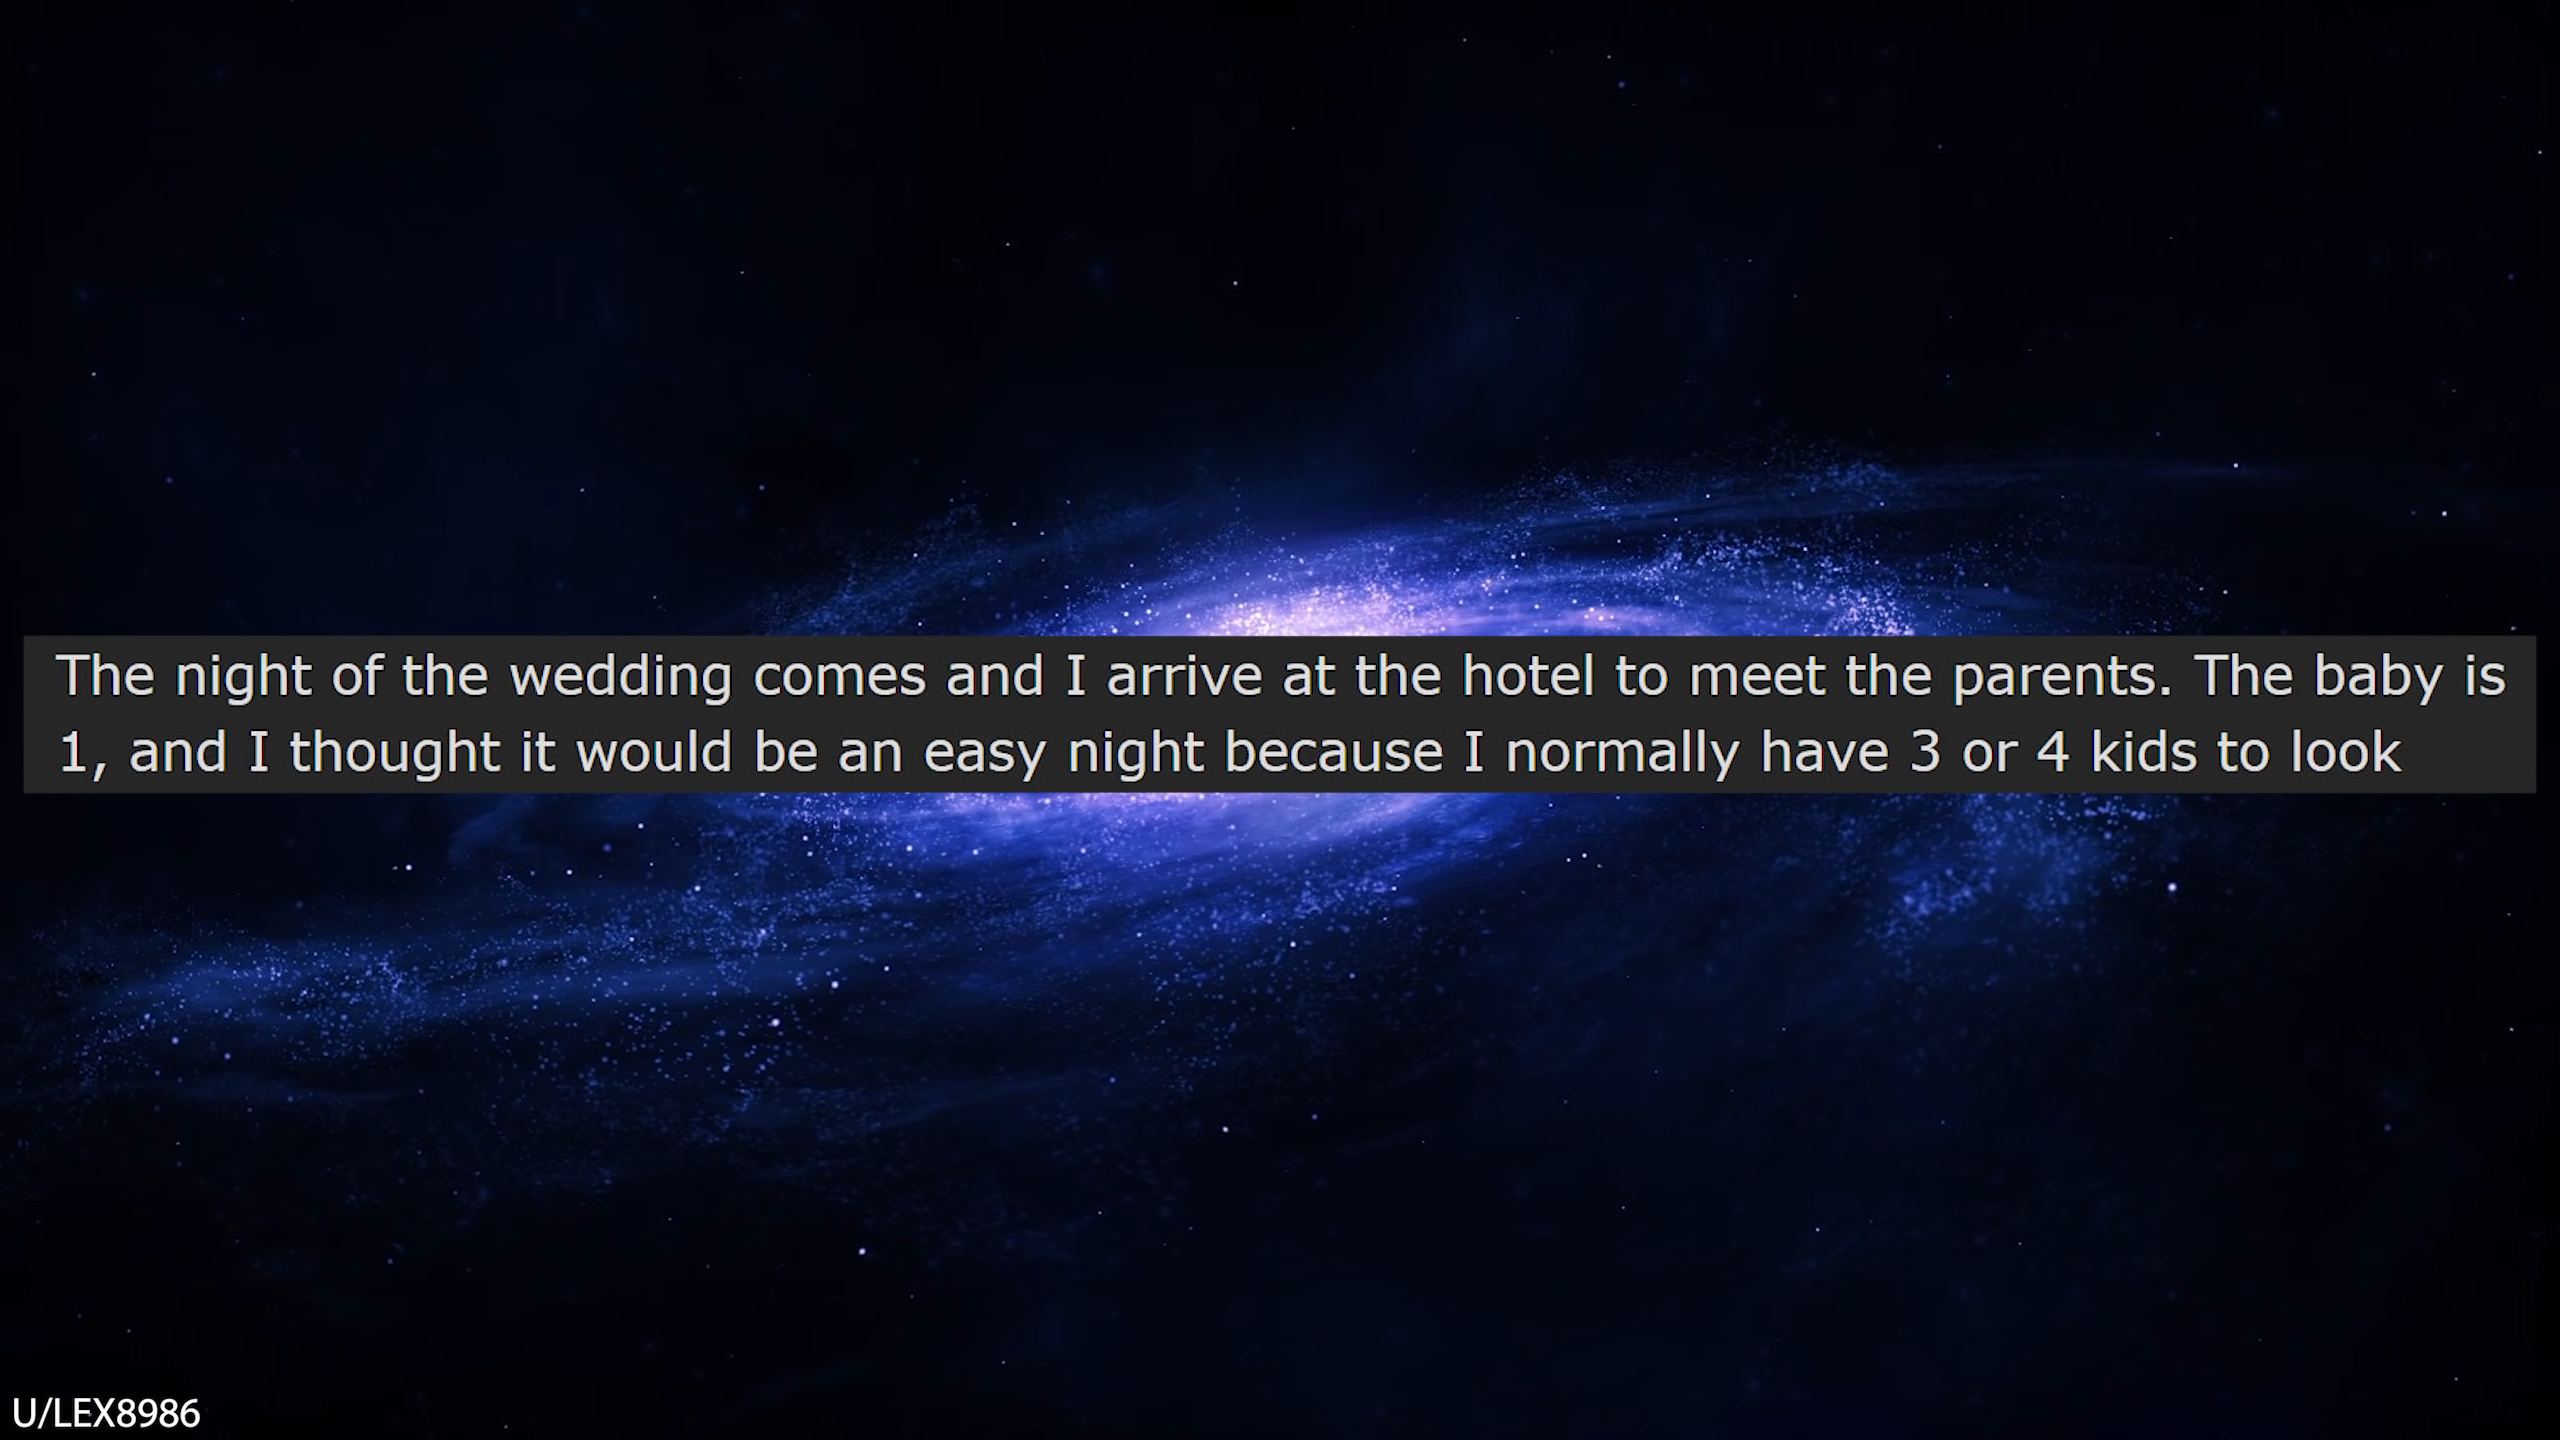 The night of the wedding comes and I arrive at the hotel to meet the parents. The baby is
1, and I thought it would be an easy night because I normally have 3 or 4 kids to look
U/LEX8986